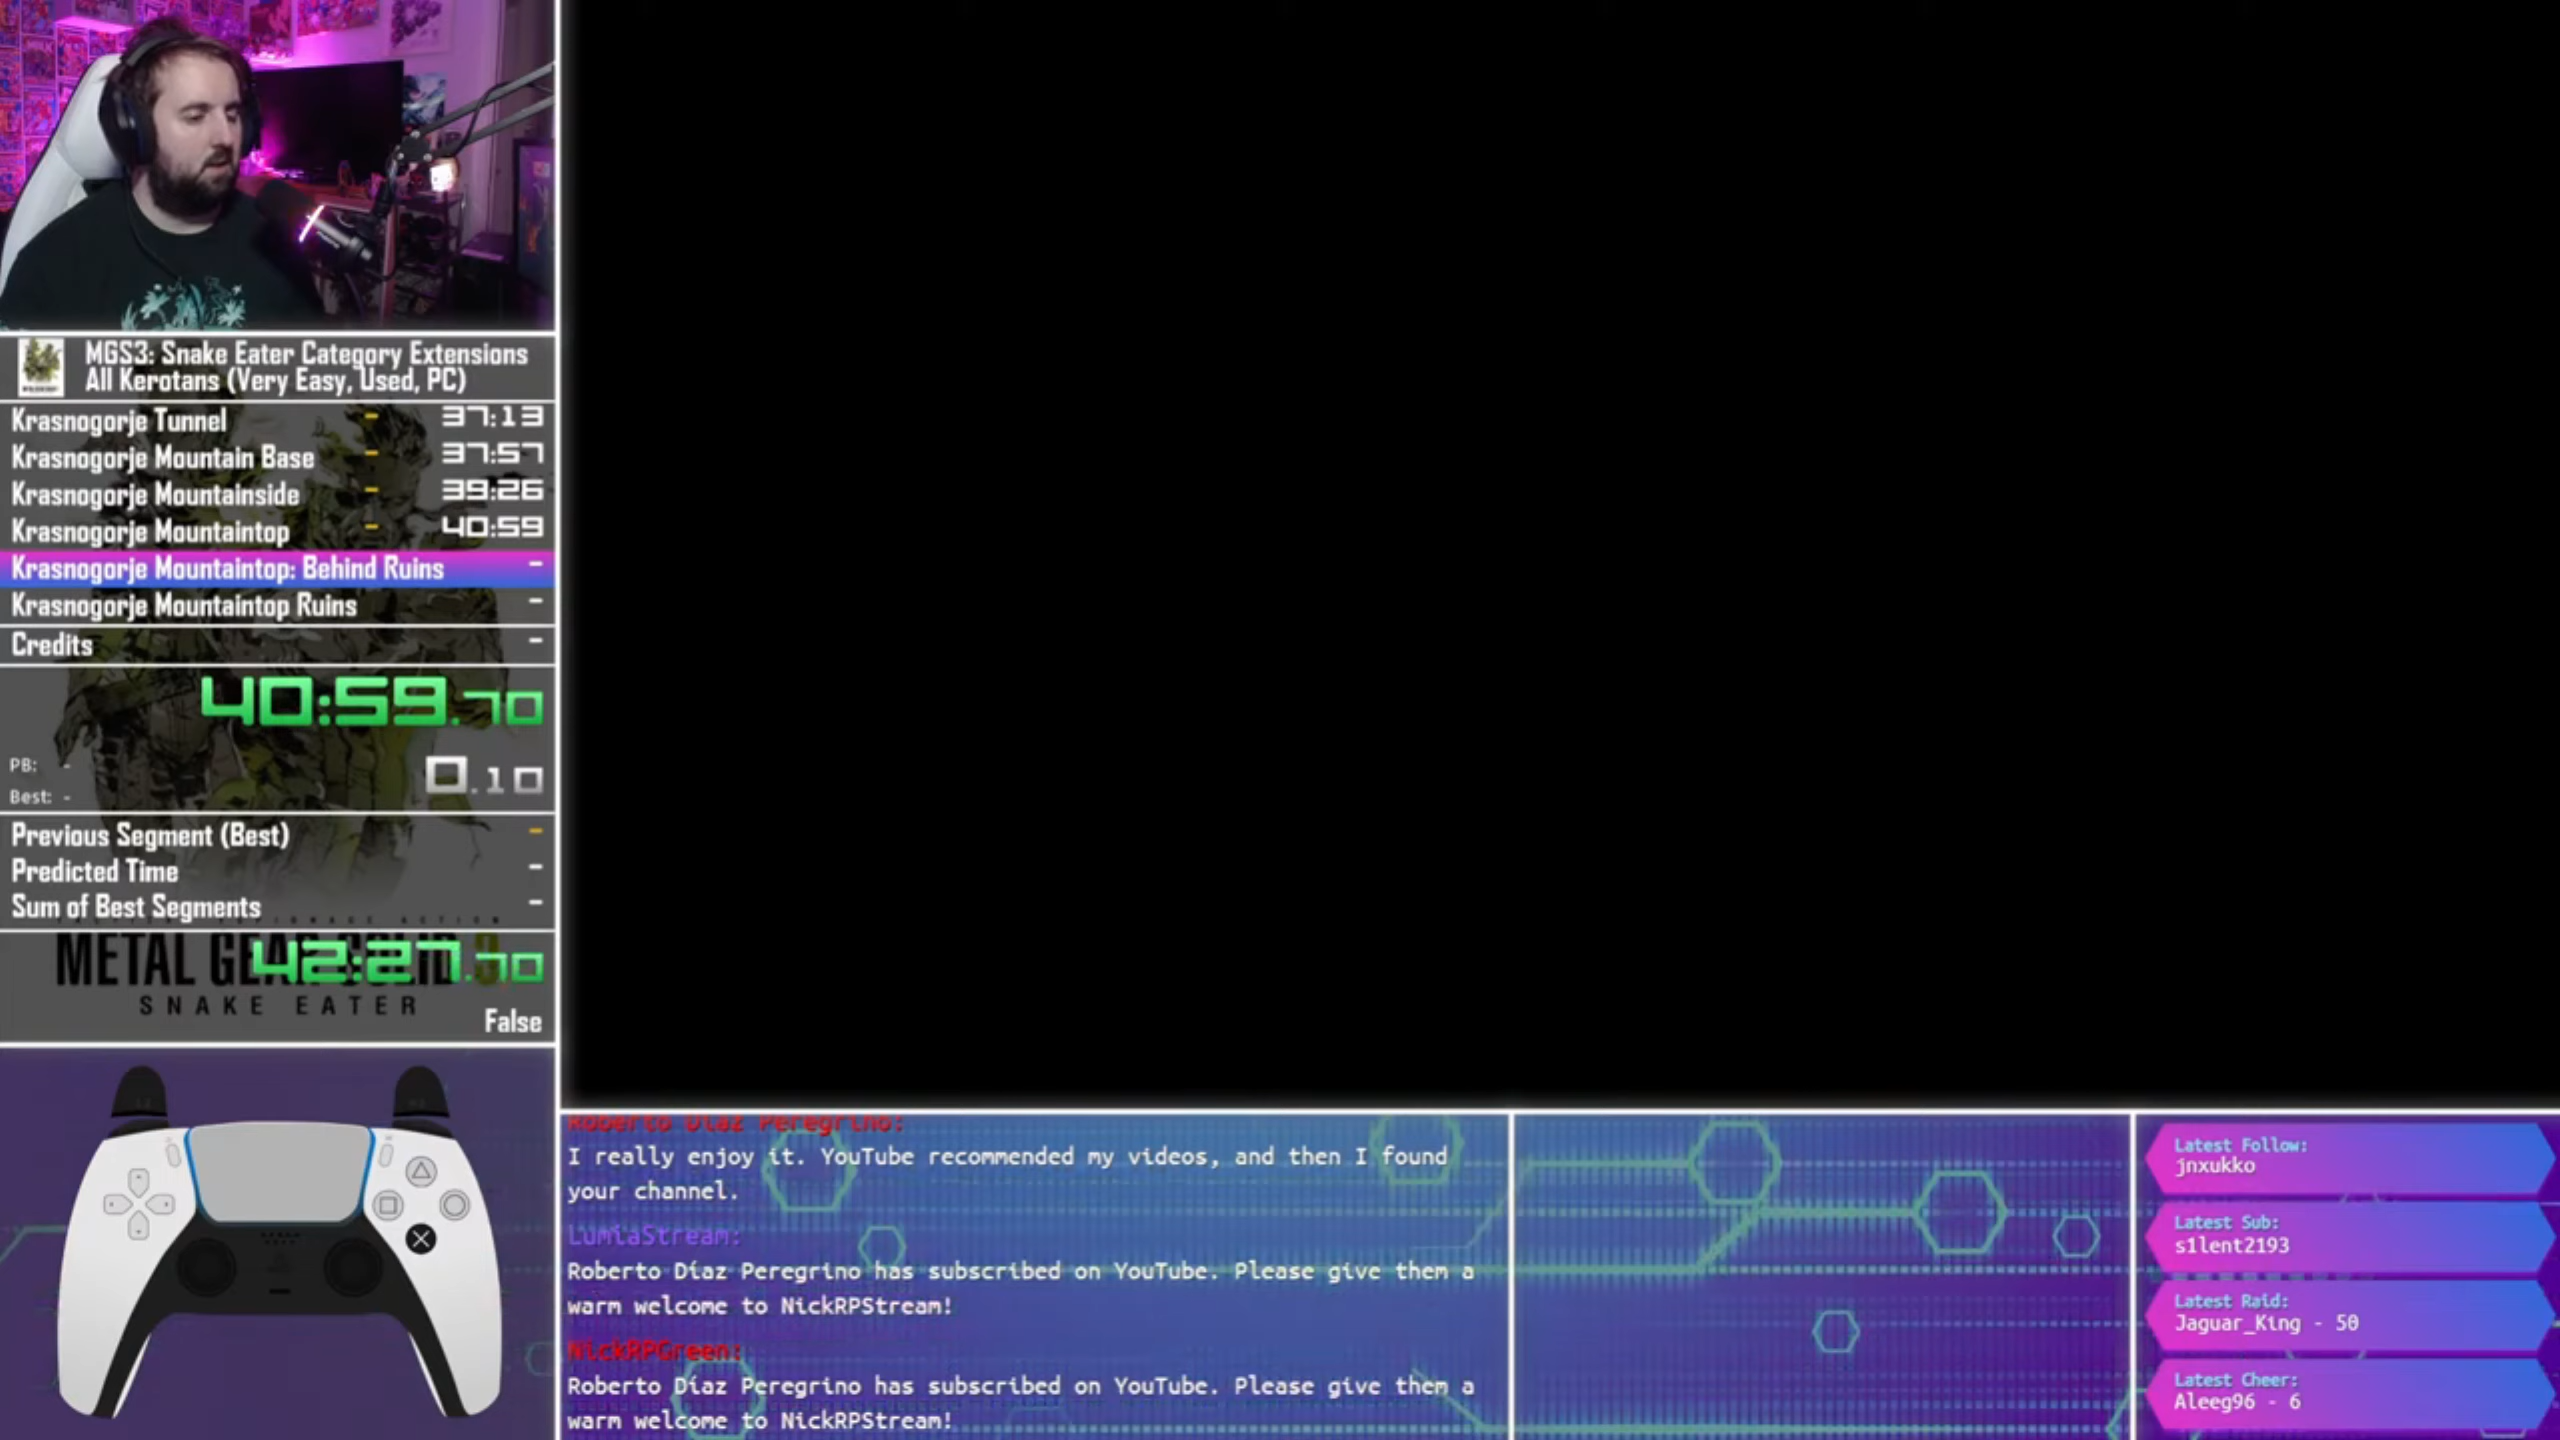 MGS3: Snake Eater Category Extensions
All Kerotans (Very Easy, Used, PC)
Krasnogorje Tunnel - 37:13
Krasnogorje Mountain Base - 37:57
Krasnogorje Mountainside - 39:26
Krasnogorje Mountaintop - 40:59
Krasnogorje Mountaintop: Behind Ruins -
Krasnogorje Mountaintop Ruins -
Credits -
40:59.70
PB: -
0.10
Best: -
Previous Segment (Best) -
Predicted Time -
Sum of Best Segments -
METAL GEAR SOLID 3
42:27.70
SNAKE EATER
False
Roberto Díaz Peregrino:
I really enjoy it. YouTube recommended my videos, and then I found
your channel.
LumiaStream:
Roberto Díaz Peregrino has subscribed on YouTube. Please give them a
warm welcome to NickRPStream!
NickRPGreen:
Roberto Díaz Peregrino has subscribed on YouTube. Please give them a
warm welcome to NickRPStream!
Latest Follow:
jnxukko
Latest Sub:
s1lent2193
Latest Raid:
Jaguar_King - 50
Latest Cheer:
Aleeg96 - 6